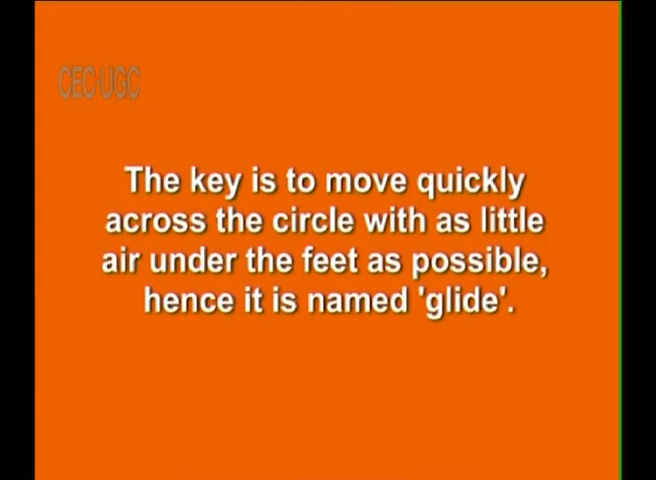 CEC-UGC
The key is to move quickly
across the circle with as little
air under the feet as possible,
hence it is named 'glide'.